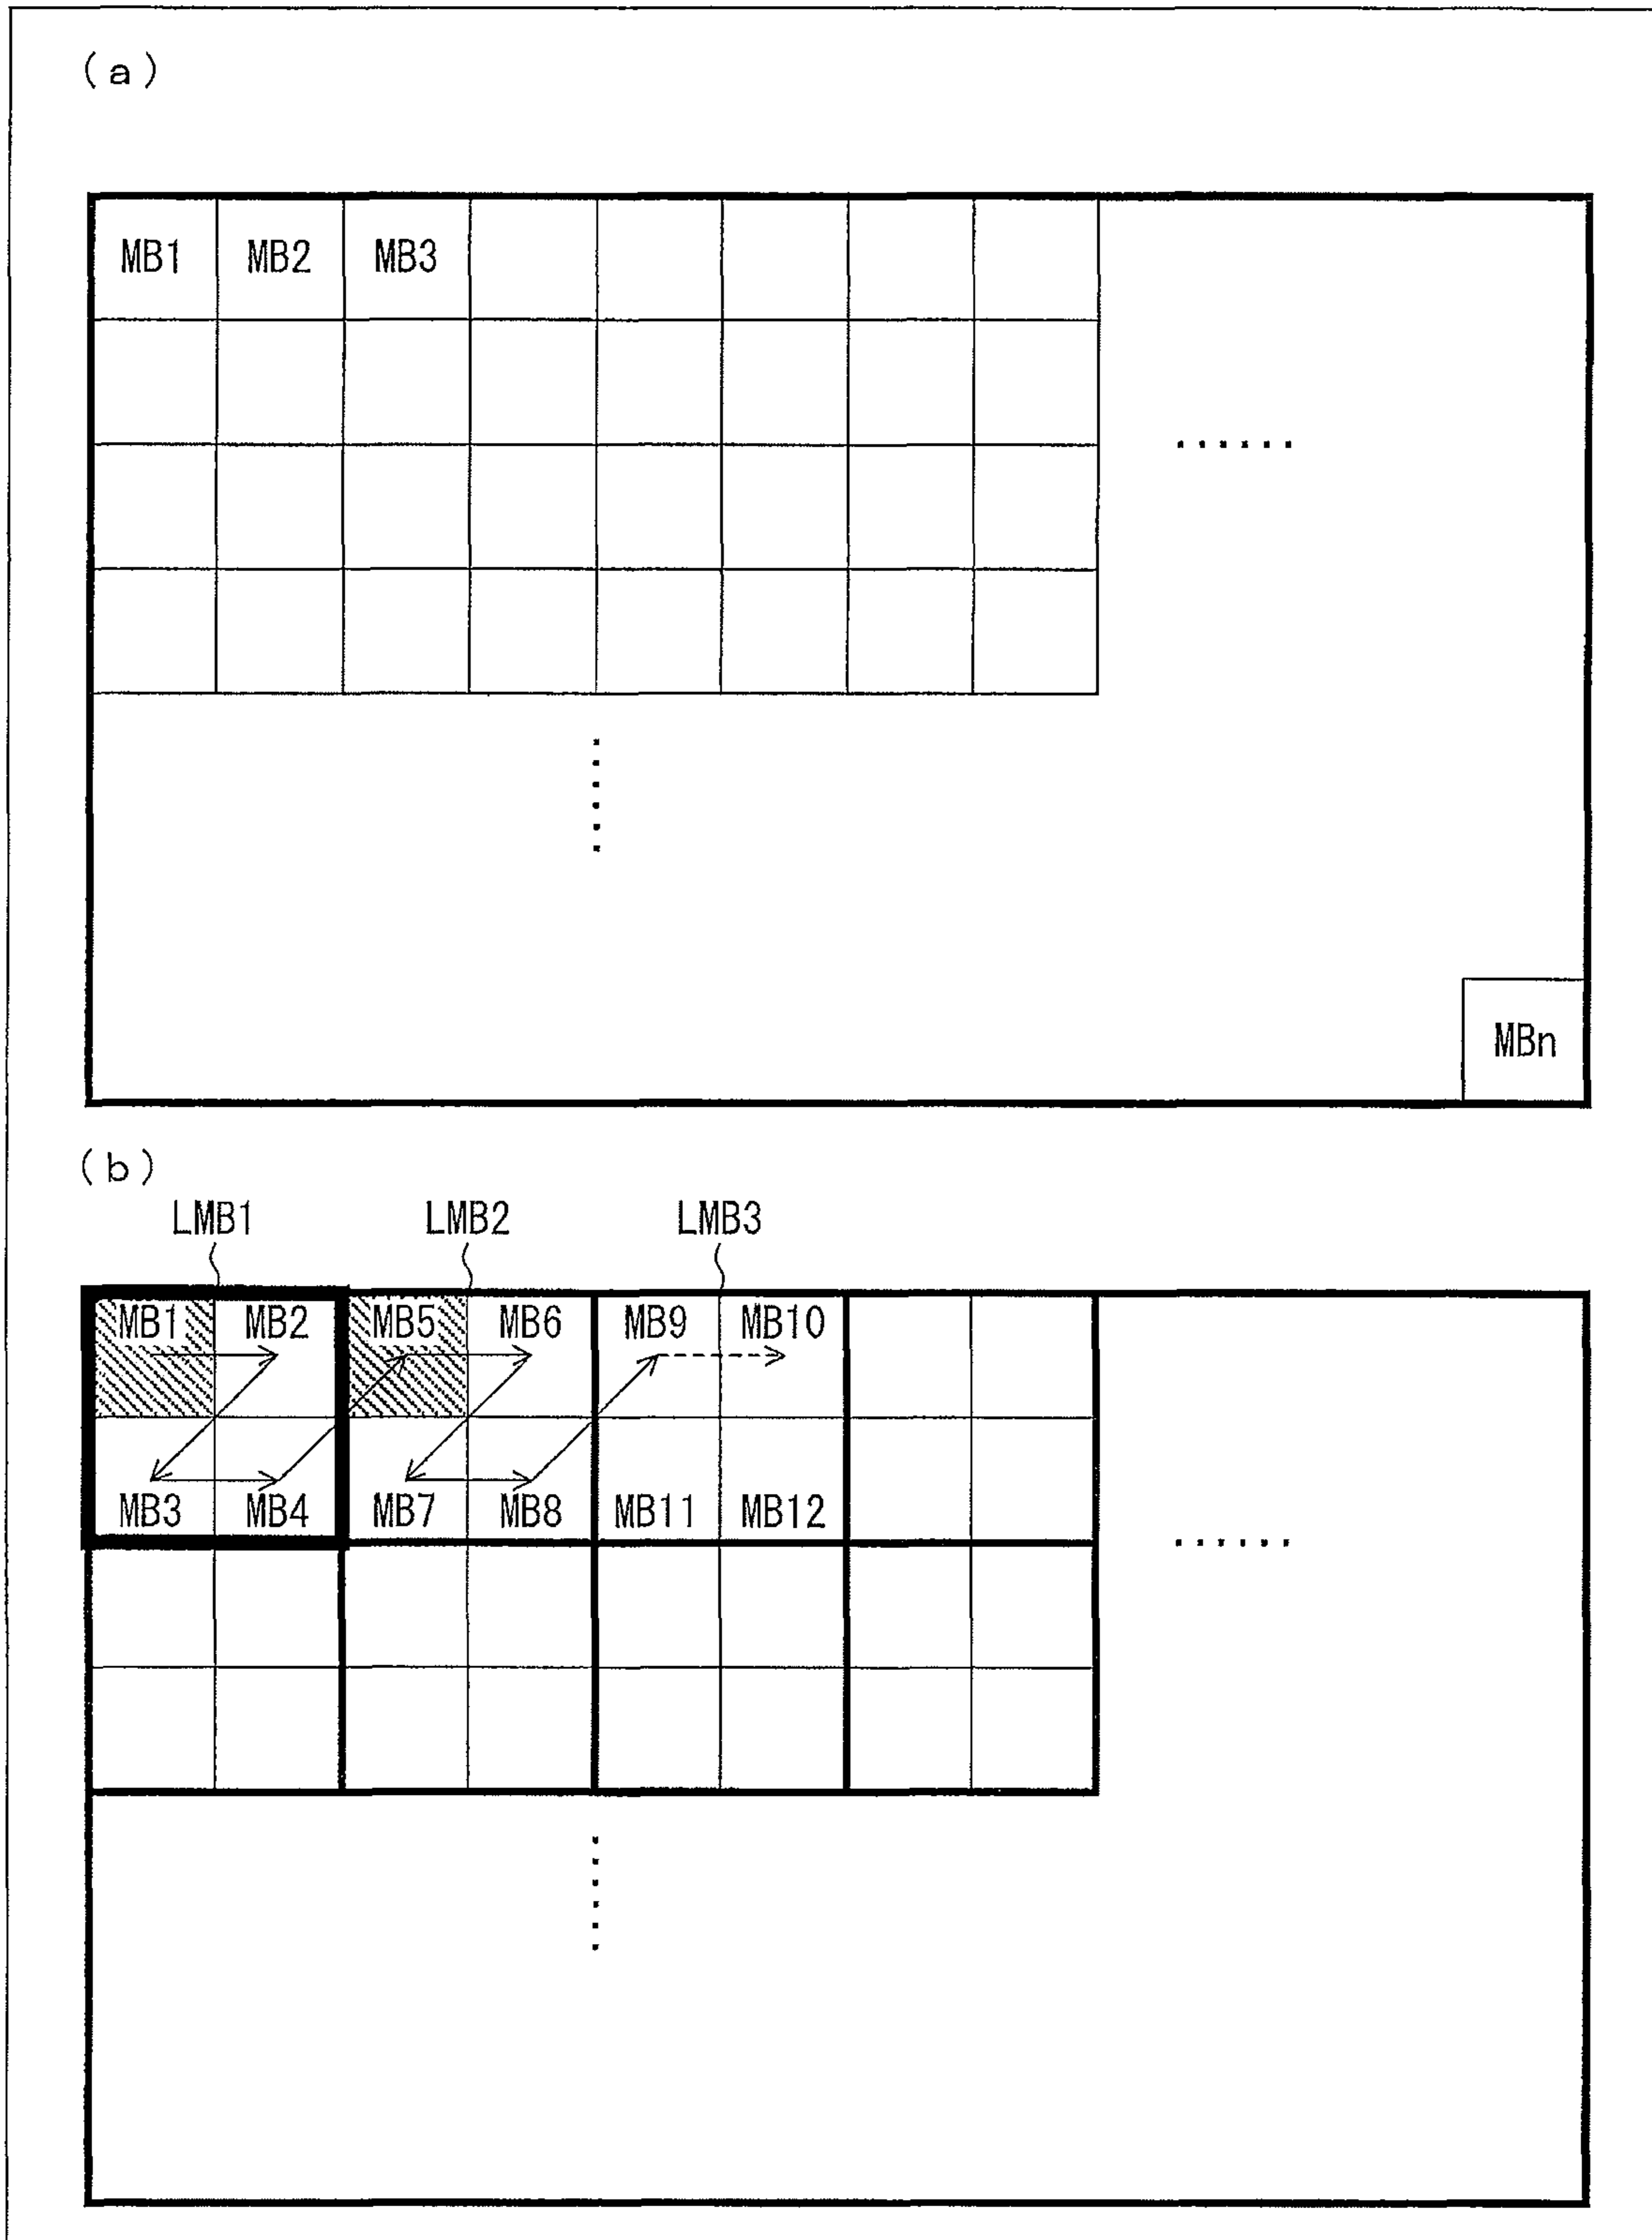 (a)
MB1 MB2 MB3
......
MBn
(b)
LMB1 LMB2 LMB3
MB1 MB2 MB5 MB6 MB9 MB10
MB3 MB4 MB7 MB8 MB11 MB12
......